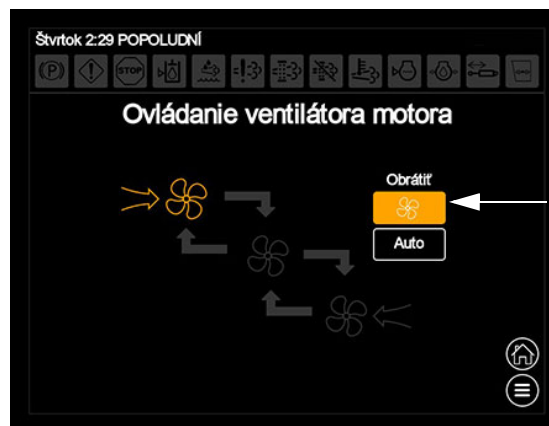 Štvrtok 2:29 POPOLUDNÍ
(P) STOP
Ovládanie ventilátora motora
Obrátiť
Auto